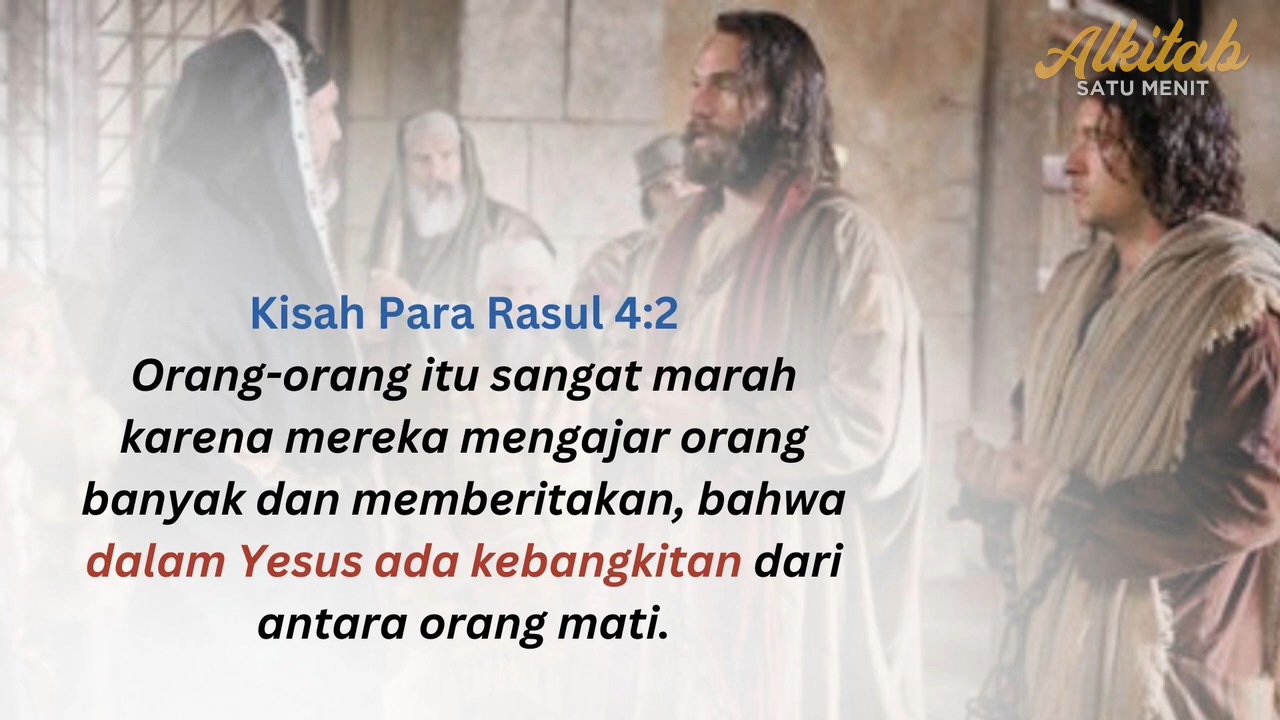 Alkitab
SATU MENIT
Kisah Para Rasul 4:2
Orang-orang itu sangat marah
karena mereka mengajar orang
banyak dan memberitakan, bahwa
dalam Yesus ada kebangkitan dari
antara orang mati.